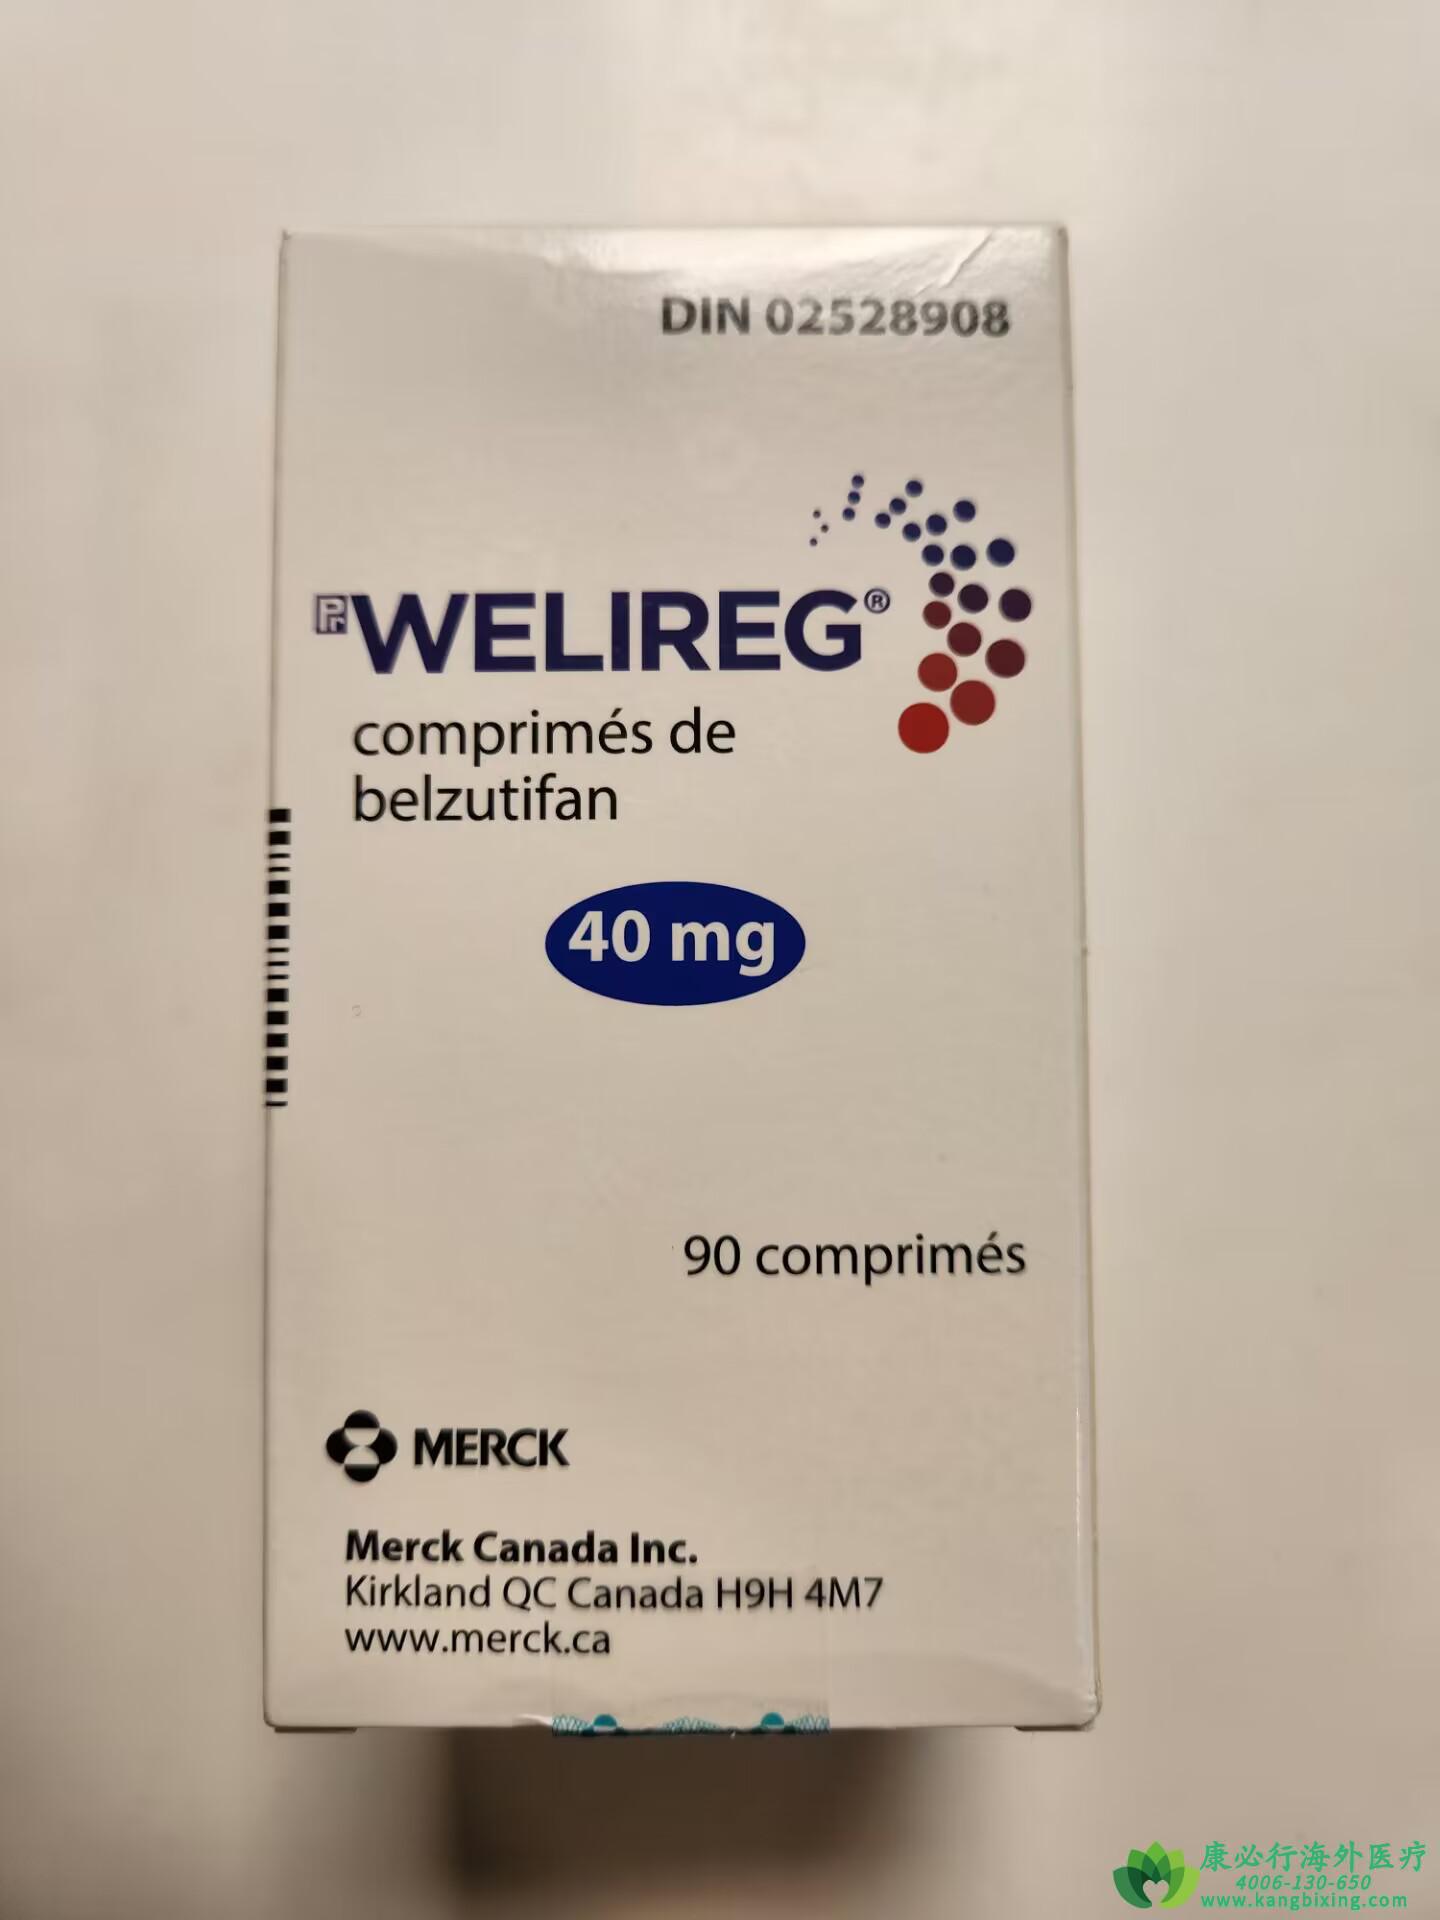 DIN 02528908
Pr WELIREG®
comprimés de
belzutifan
40 mg
90 comprimés
MERCK
Merck Canada Inc.
Kirkland QC Canada H9H 4M7
www.merck.ca
康必行海外医疗
4006-130-650
www.kangbixing.com